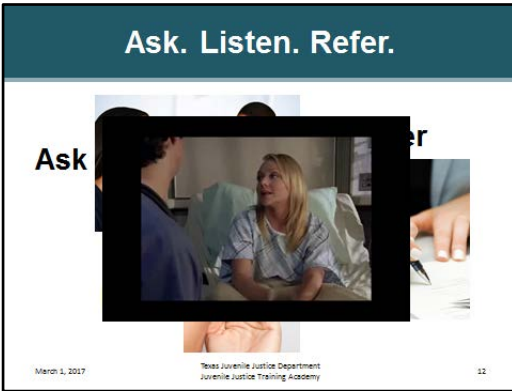 Ask. Listen. Refer.
Ask
er
March 1, 2017
Texas Juvenile Justice Department
Juvenile Justice Training Academy
12